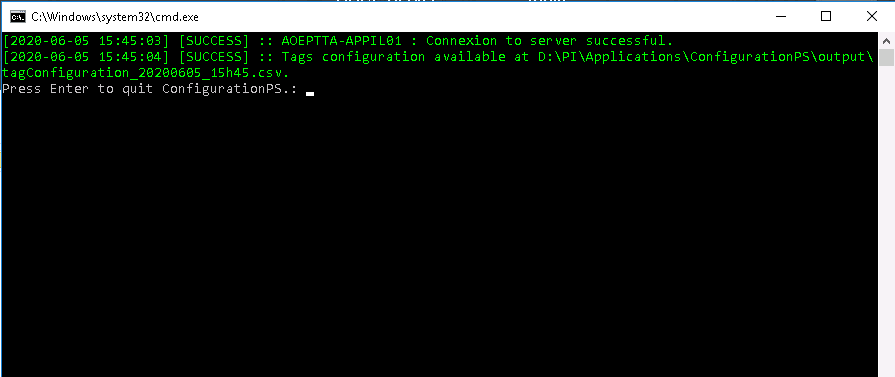 C:\Windows\system32\cmd.exe
[2020-06-05 15:45:03] [SUCCESS] :: AOEPTTA-APPIL01 : Connexion to server successful.
[2020-06-05 15:45:04] [SUCCESS] :: Tags configuration available at D:\PI\Applications\ConfigurationPS\output\
tagConfiguration_20200605_15h45.csv.
Press Enter to quit ConfigurationPS.: